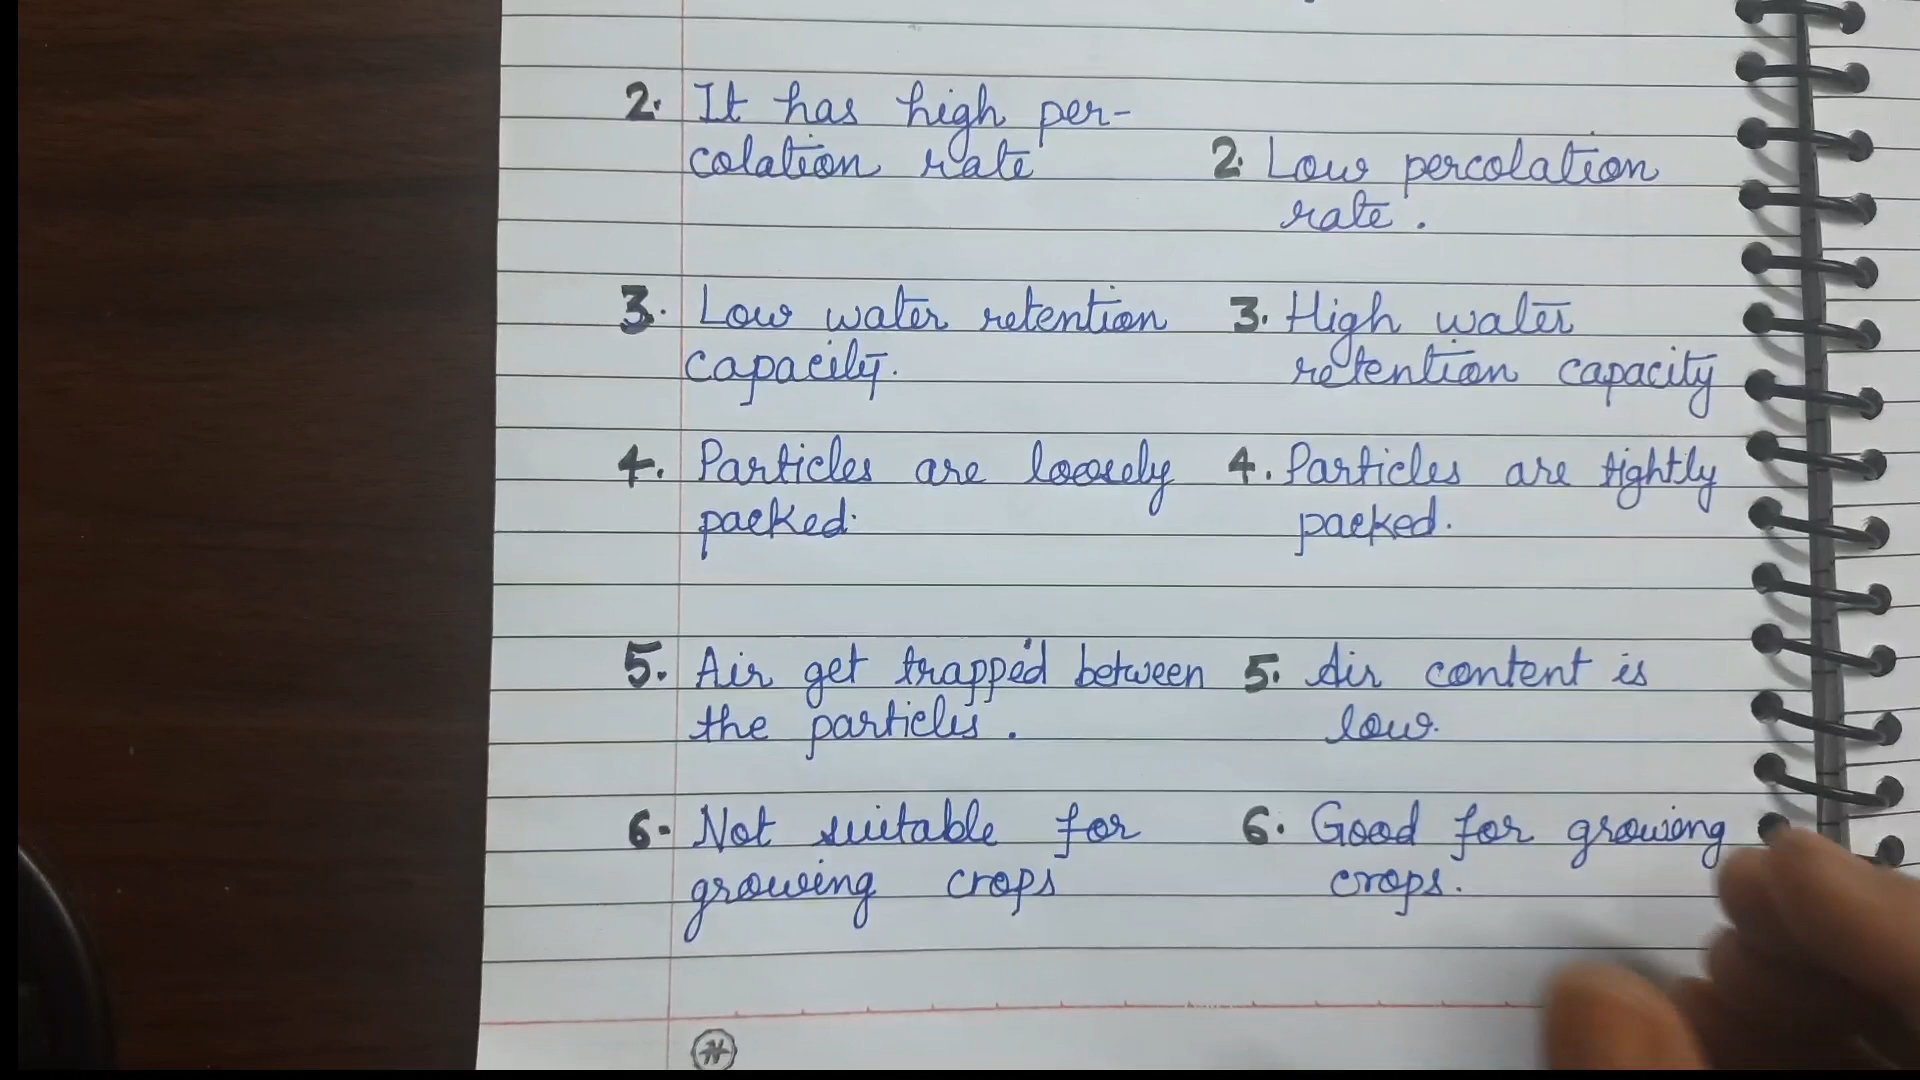 2. It has high per-
colation rate
2. Low percolation
rate.
3. Low water retention
capacity.
3. High water
retention capacity
4. Particles are loosely
packed.
4. Particles are tightly
packed.
5. Air get trapped between
the particles.
5. Air content is
low.
6. Not suitable for
growing crops
6. Good for growing
crops.